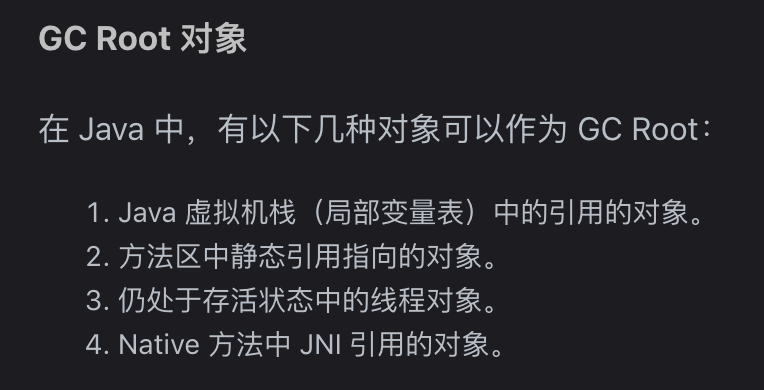 GC Root 对象
在 Java 中，有以下几种对象可以作为 GC Root：
1. Java 虚拟机栈（局部变量表）中的引用的对象。
2. 方法区中静态引用指向的对象。
3. 仍处于存活状态中的线程对象。
4. Native 方法中 JNI 引用的对象。